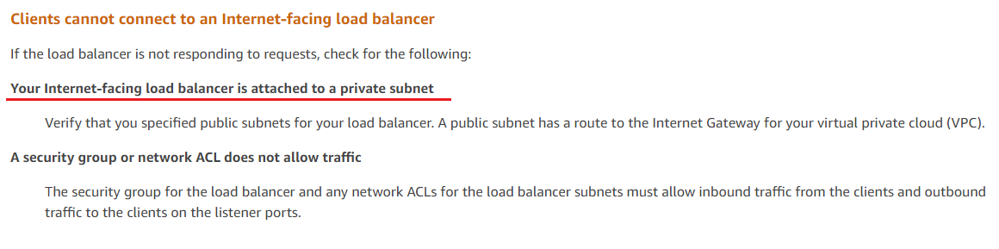 Clients cannot connect to an Internet-facing load balancer
If the load balancer is not responding to requests, check for the following:
Your Internet-facing load balancer is attached to a private subnet
Verify that you specified public subnets for your load balancer. A public subnet has a route to the Internet Gateway for your virtual private cloud (VPC).
A security group or network ACL does not allow traffic
The security group for the load balancer and any network ACLs for the load balancer subnets must allow inbound traffic from the clients and outbound
traffic to the clients on the listener ports.